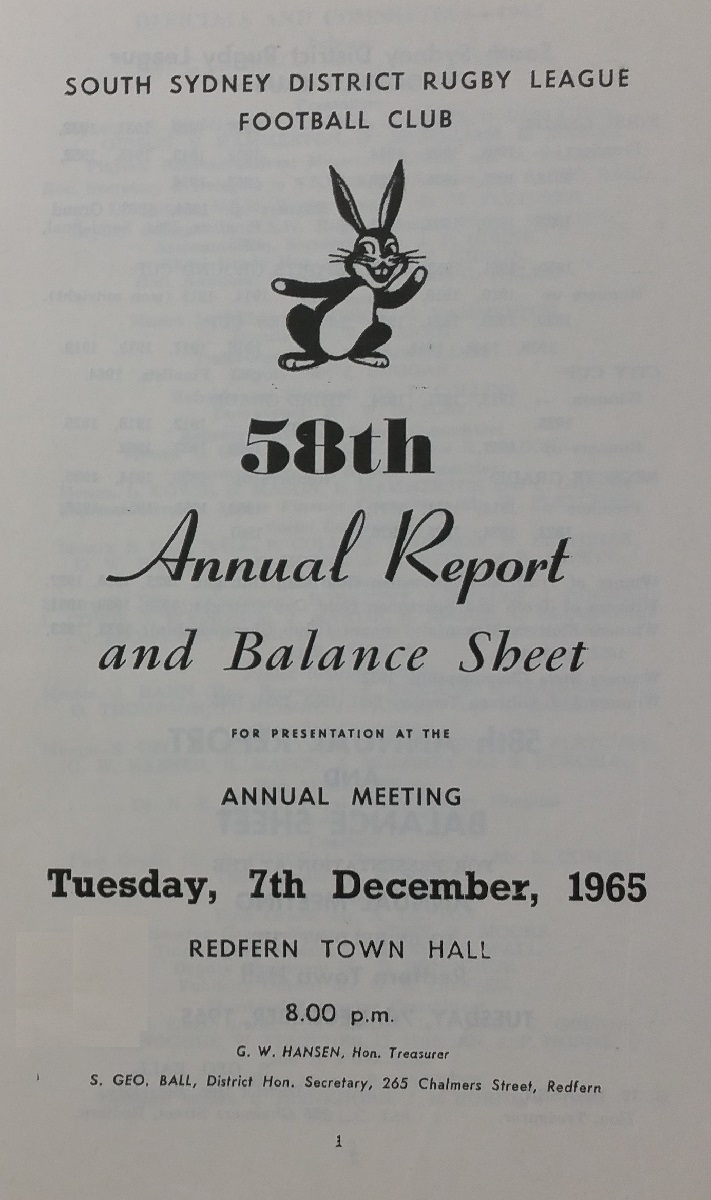 SOUTH SYDNEY DISTRICT RUGBY LEAGUE
FOOTBALL CLUB
58th
Annual Report
and Balance Sheet
FOR PRESENTATION AT THE
ANNUAL MEETING
Tuesday, 7th December, 1965
REDFERN TOWN HALL
8.00 p.m.
G. W. HANSEN, Hon. Treasurer
S. GEO. BALL, District Hon. Secretary, 265 Chalmers Street, Redfern
1